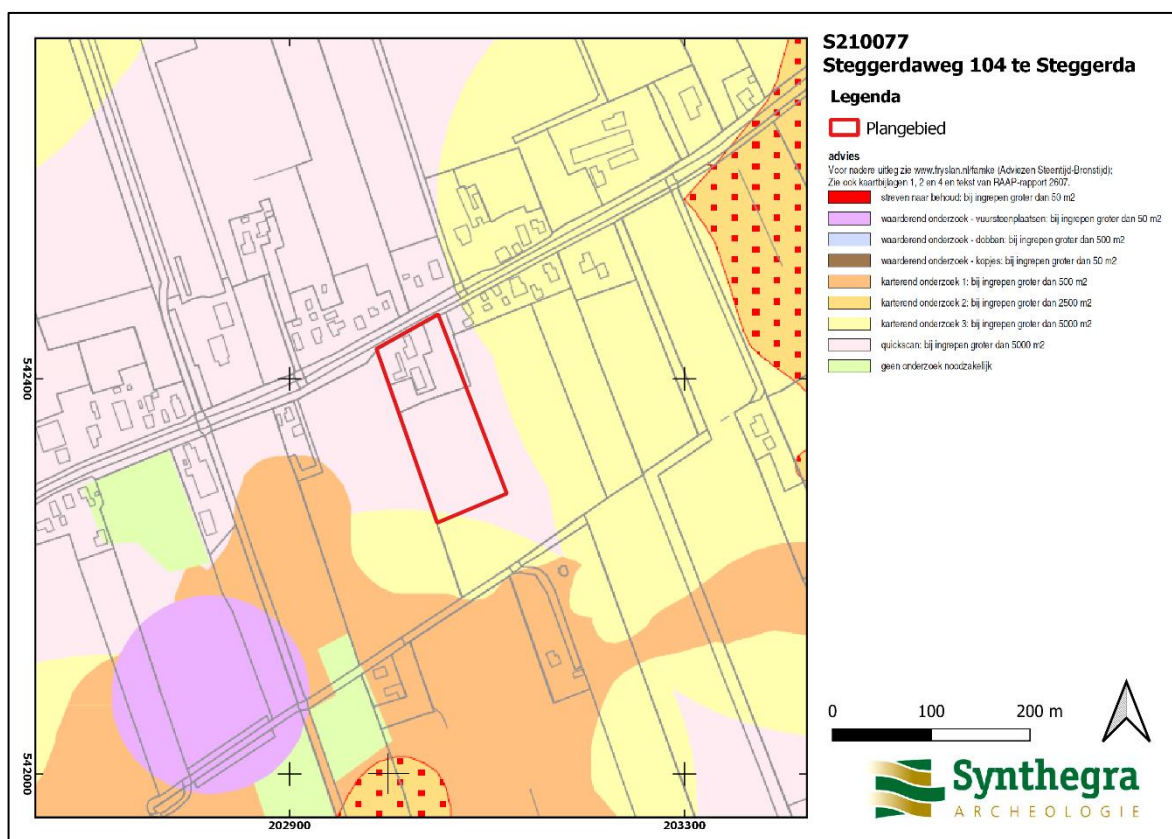 S210077
Steggerdaweg 104 te Steggerda
Legenda
Plangebied
advies
Voor nadere uitleg zie www.fryslan.nl/famke (Adviezen Steentijd-Bronstijd);
Zie ook kaartbijlagen 1, 2 en 4 en tekst van RAAP-rapport 2607.
streven naar behoud: bij ingrepen groter dan 50 m2
waarderend onderzoek - vuursteenplaatsen: bij ingrepen groter dan 50 m2
waarderend onderzoek - dobben: bij ingrepen groter dan 500 m2
waarderend onderzoek - kopjes: bij ingrepen groter dan 50 m2
karterend onderzoek 1: bij ingrepen groter dan 500 m2
karterend onderzoek 2: bij ingrepen groter dan 2500 m2
karterend onderzoek 3: bij ingrepen groter dan 5000 m2
quickscan: bij ingrepen groter dan 5000 m2
geen onderzoek noodzakelijk
542400
542000
202900
203300
0 100 200 m
Synthegra
ARCHEOLOGIE